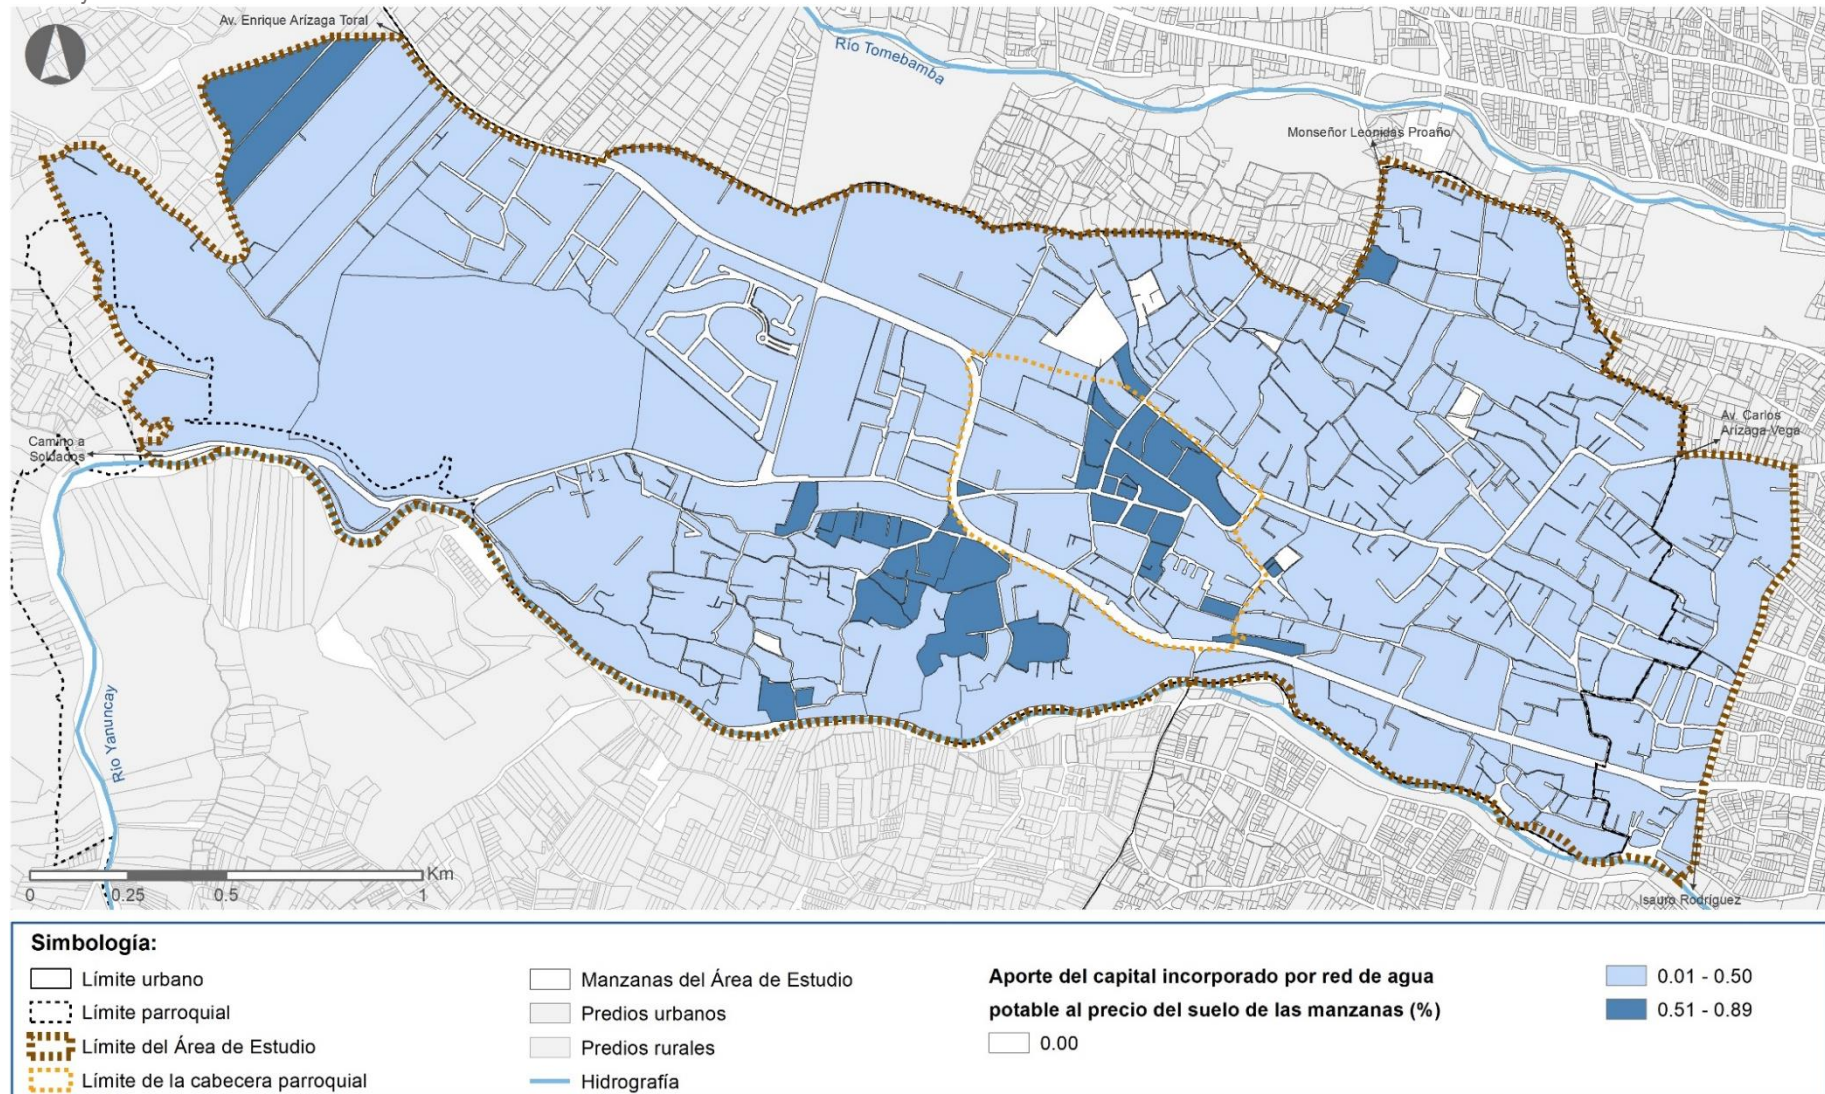 Av. Enrique Arízaga Toral
Río Tomebamba
Monseñor Leonidas Proaño
Av. Carlos
Arízaga Vega
Camino a
Soldados
Río Yanuncay
Km
0
0.25
0.5
1
Isauro Rodríguez
Simbología:
Límite urbano
Límite parroquial
Límite del Área de Estudio
Límite de la cabecera parroquial
Manzanas del Área de Estudio
Predios urbanos
Predios rurales
Hidrografía
Aporte del capital incorporado por red de agua
potable al precio del suelo de las manzanas (%)
0.00
0.01 - 0.50
0.51 - 0.89